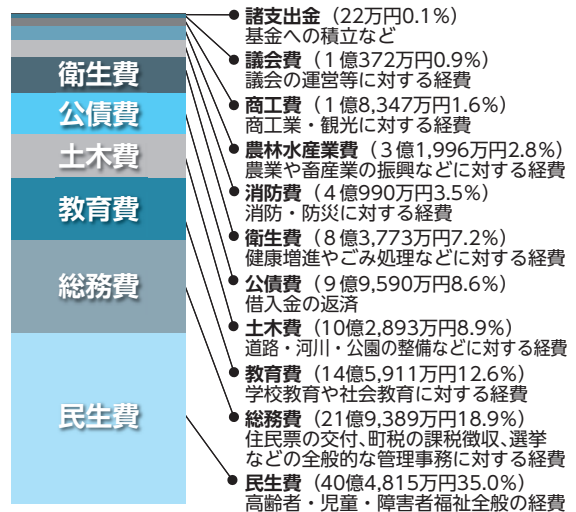 衛生費
公債費
土木費
教育費
総務費
民生費
●諸支出金（22万円0.1％）
基金への積立など
●議会費（1億372万円0.9％）
議会の運営等に対する経費
●商工費（1億8,347万円1.6％）
商工業・観光に対する経費
●農林水産業費（3億1,996万円2.8％）
農業や畜産業の振興などに対する経費
●消防費（4億990万円3.5％）
消防・防災に対する経費
●衛生費（8億3,773万円7.2％）
健康増進やごみ処理などに対する経費
●公債費（9億9,590万円8.6％）
借入金の返済
●土木費（10億2,893万円8.9％）
道路・河川・公園の整備などに対する経費
●教育費（14億5,911万円12.6％）
学校教育や社会教育に対する経費
●総務費（21億9,389万円18.9％）
住民票の交付、町税の課税徴収、選挙
などの全般的な管理事務に対する経費
●民生費（40億4,815万円35.0％）
高齢者・児童・障害者福祉全般の経費